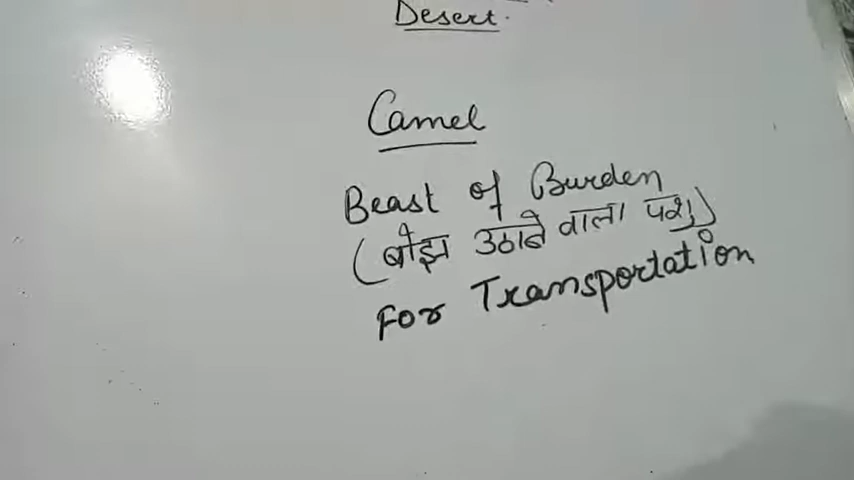 Desert.
Camel
Beast of Burden
(बोझ उठाने वाला पशु)
For Transportation